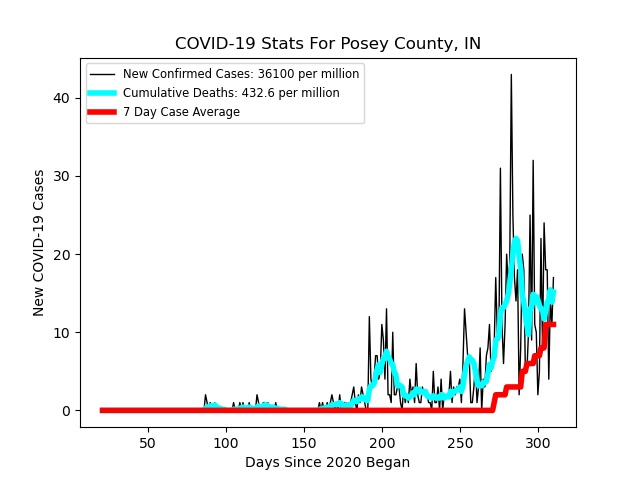 COVID-19 Stats For Posey County, IN
New Confirmed Cases: 36100 per million
Cumulative Deaths: 432.6 per million
7 Day Case Average
40
30
20
10
0
New COVID-19 Cases
50 100 150 200 250 300
Days Since 2020 Began